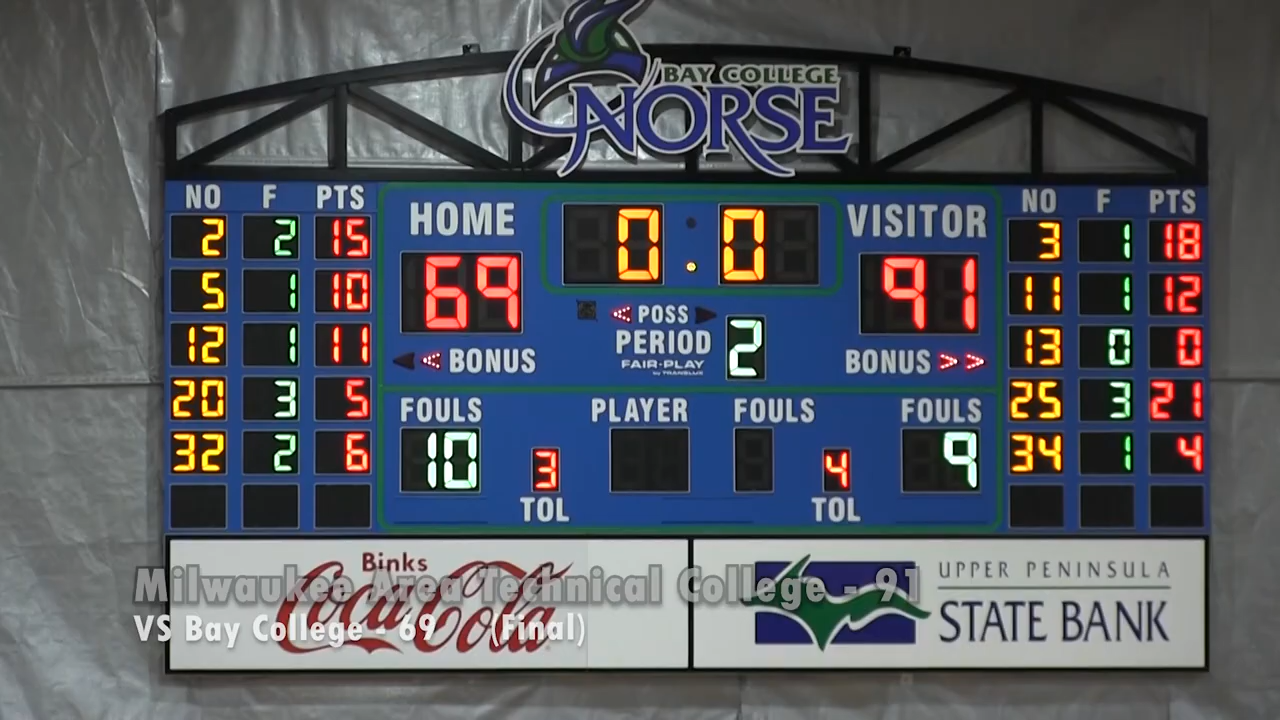 BAY COLLEGE
NORSE
NO F PTS
2 2 15
5 1 10
12 1 11
20 3 5
32 2 6
HOME
69
0:.0
VISITOR
91
POSS
PERIOD 2
FAIR-PLAY
by TRANS-LUX
BONUS
BONUS
FOULS
10
3
TOL
PLAYER FOULS
4
TOL
FOULS
9
NO F PTS
3 1 18
11 1 12
13 0 0
25 3 21
34 1 4
Binks
Coca-Cola
UPPER PENINSULA
STATE BANK
Milwaukee Area Technical College - 91
VS Bay College - 69 (Final)